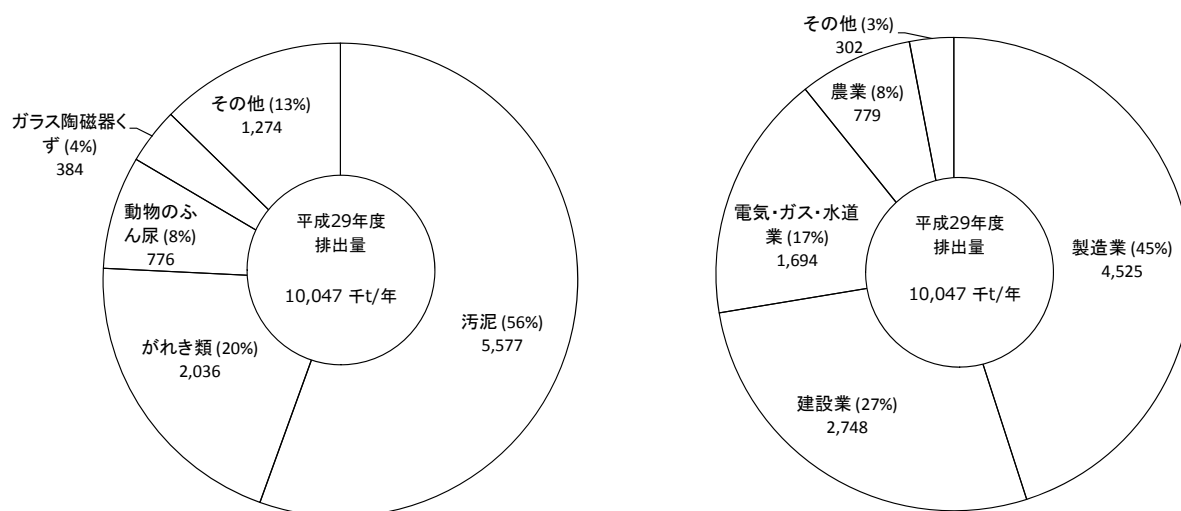 その他 (13%)
1,274
ガラス陶磁器く
ず (4%)
384
動物のふ
ん尿 (8%)
776
がれき類 (20%)
2,036
汚泥 (56%)
5,577
平成29年度
排出量
10,047 千t/年
その他 (3%)
302
農業 (8%)
779
電気・ガス・水道
業 (17%)
1,694
建設業 (27%)
2,748
製造業 (45%)
4,525
平成29年度
排出量
10,047 千t/年